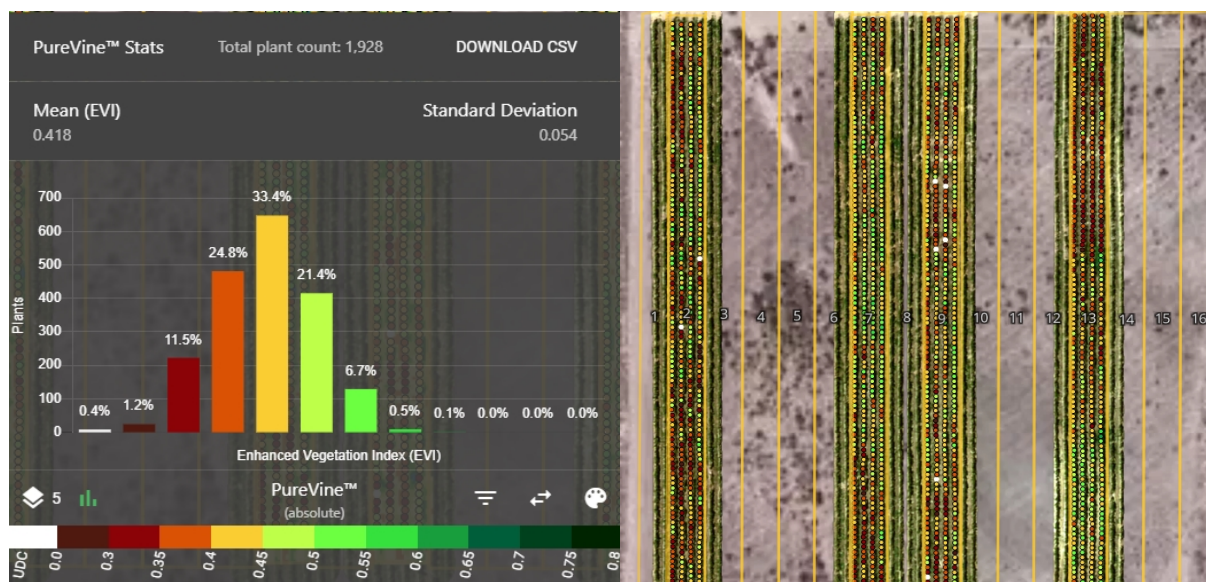 PureVine™ Stats Total plant count: 1,928 DOWNLOAD CSV
Mean (EVI) Standard Deviation
0.418 0.054
700
600
500
400
300
200
100
0
Plants
0.4% 1.2% 11.5% 24.8% 33.4% 21.4% 6.7% 0.5% 0.1% 0.0% 0.0% 0.0%
Enhanced Vegetation Index (EVI)
5 PureVine™
(absolute)
UDC 0.0 0.3 0.35 0.4 0.45 0.5 0.55 0.6 0.65 0.7 0.75 0.8
1 2 3 4 5 6 7 8 9 10 11 12 13 14 15 16